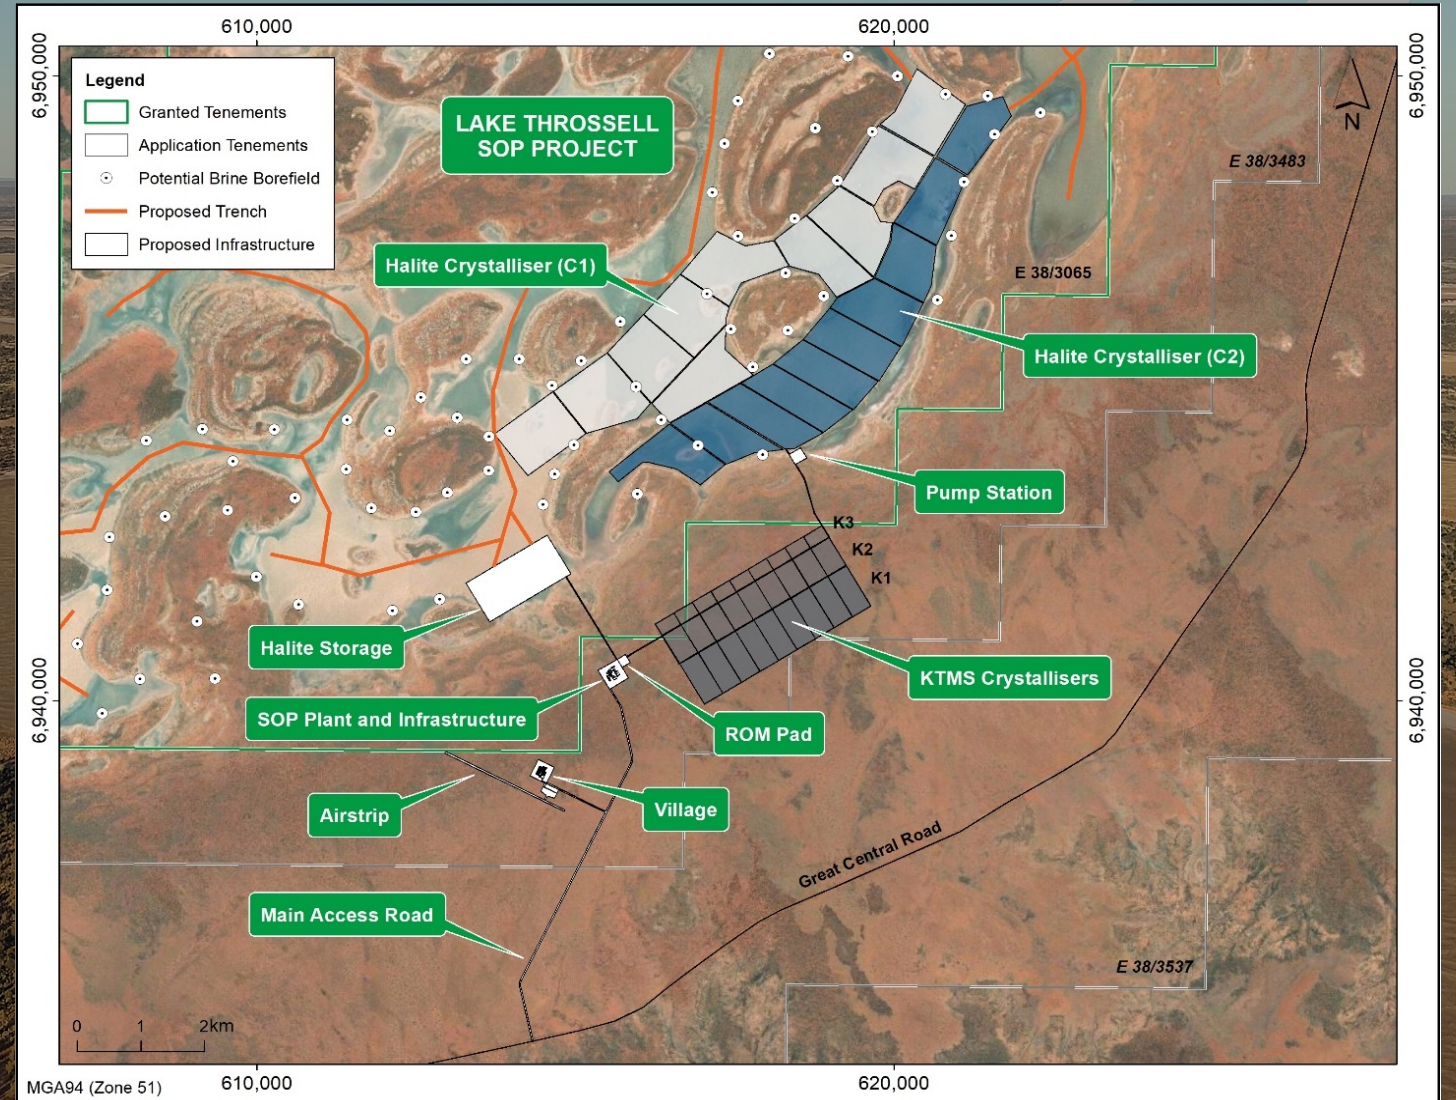 610,000
620,000
6,950,000
6,950,000
Legend
Granted Tenements
Application Tenements
Potential Brine Borefield
Proposed Trench
Proposed Infrastructure
LAKE THROSSELL
SOP PROJECT
N
E 38/3483
Halite Crystalliser (C1)
E 38/3065
Halite Crystalliser (C2)
Pump Station
K3
K2
K1
Halite Storage
KTMS Crystallisers
6,940,000
6,940,000
SOP Plant and Infrastructure
ROM Pad
Airstrip
Village
Great Central Road
Main Access Road
E 38/3537
0 1 2km
610,000
620,000
MGA94 (Zone 51)